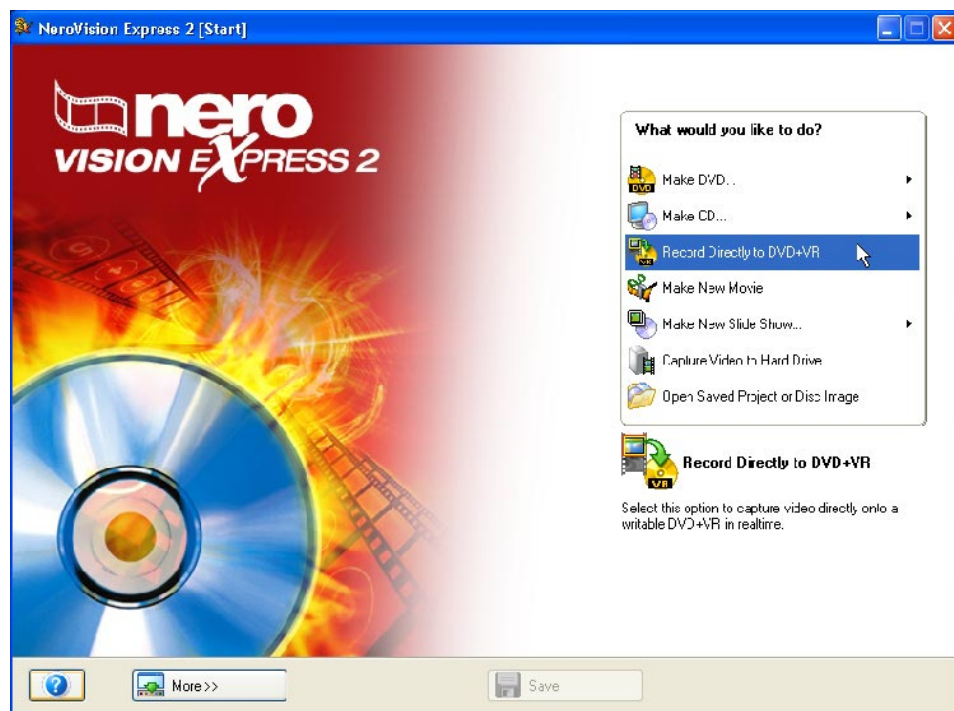 NeroVision Express 2 [Start]
nero
VISION EXPRESS 2
What would you like to do?
Make DVD...
Make CD...
Record Directly to DVD+VR
Make New Movie
Make New Slide Show...
Capture Video to Hard Drive
Open Saved Project or Disc Image
Record Directly to DVD+VR
Select this option to capture video directly onto a
writable DVD+VR in realtime.
More >>
Save